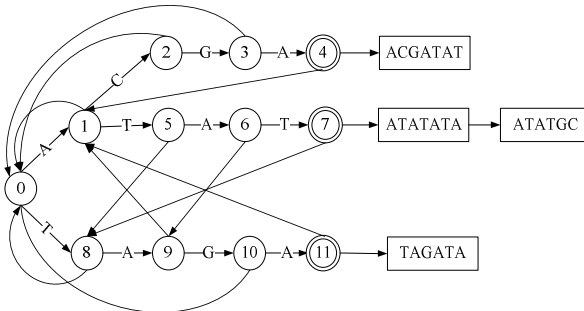 2 G 3 A 4 ACGATAT
C
1 T 5 A 6 T 7 ATATATA ATATGC
A
0
T
8 A 9 G 10 A 11 TAGATA